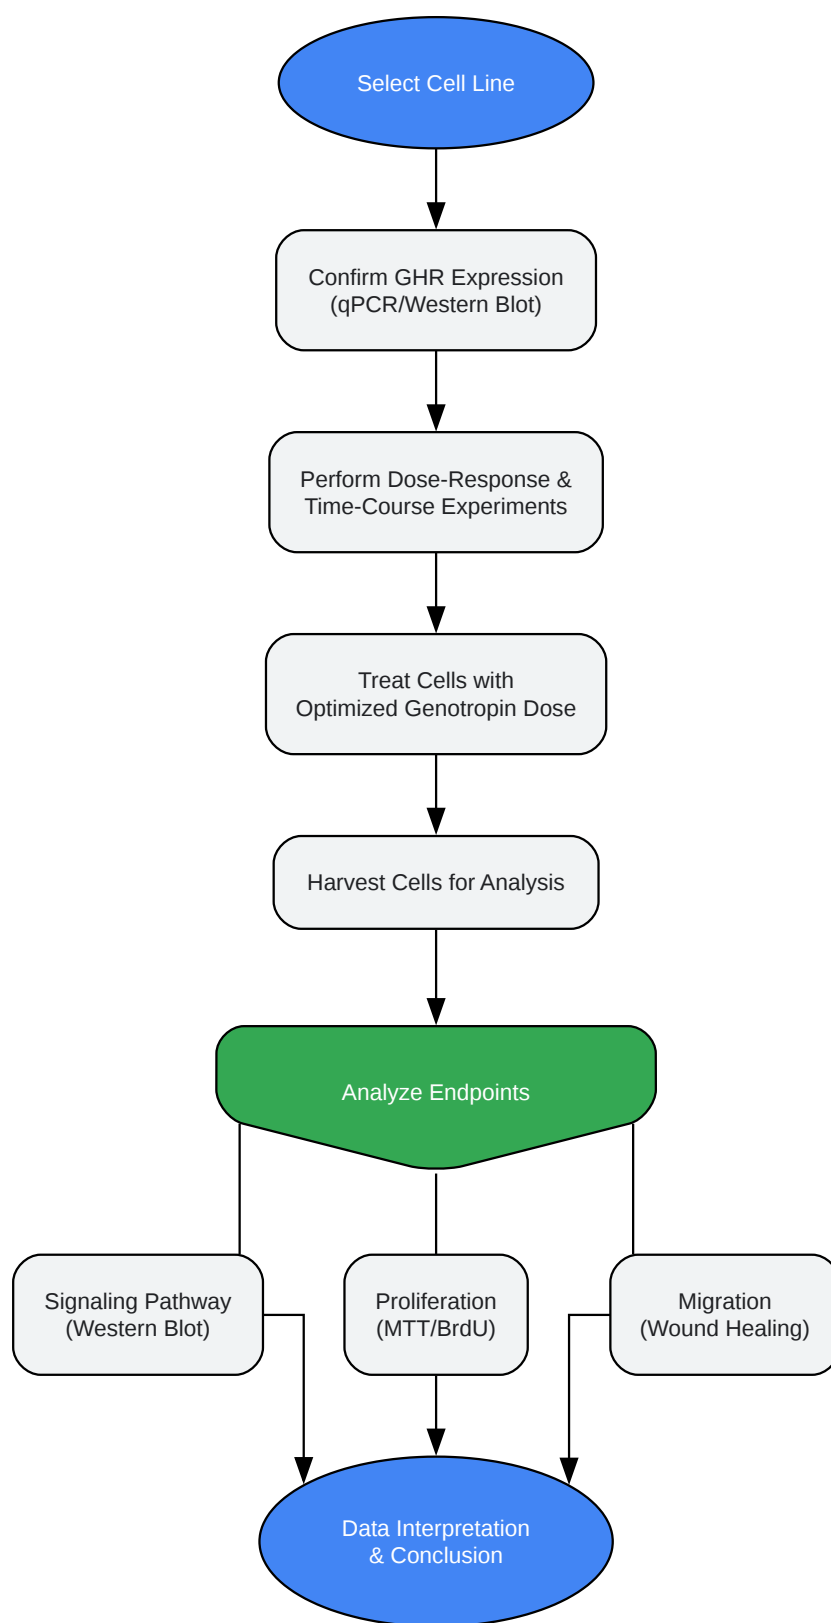 Select Cell Line
Confirm GHR Expression
(qPCR/Western Blot)
Perform Dose-Response &
Time-Course Experiments
Treat Cells with
Optimized Genotropin Dose
Harvest Cells for Analysis
Analyze Endpoints
Signaling Pathway
(Western Blot)
Proliferation
(MTT/BrdU)
Migration
(Wound Healing)
Data Interpretation
& Conclusion